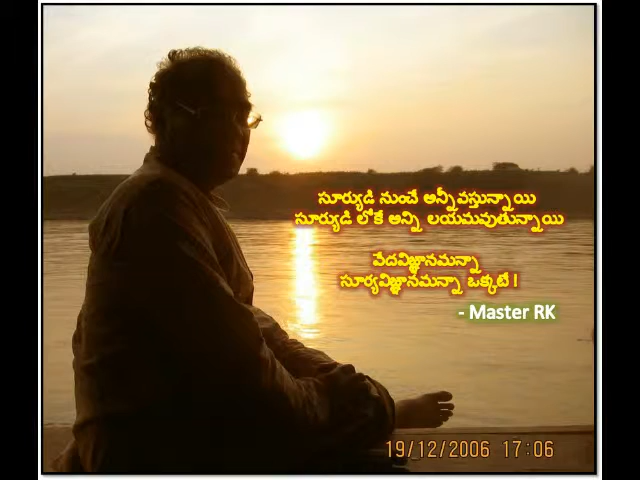 సూర్యుడి నుంచే అన్నీవస్తున్నాయి
సూర్యుడి లోకే అన్ని లయమవుతున్నాయి
వేదవిజ్ఞానమన్నా
సూర్యవిజ్ఞానమన్నా ఒక్కటే !
- Master RK
19/12/2006 17:06